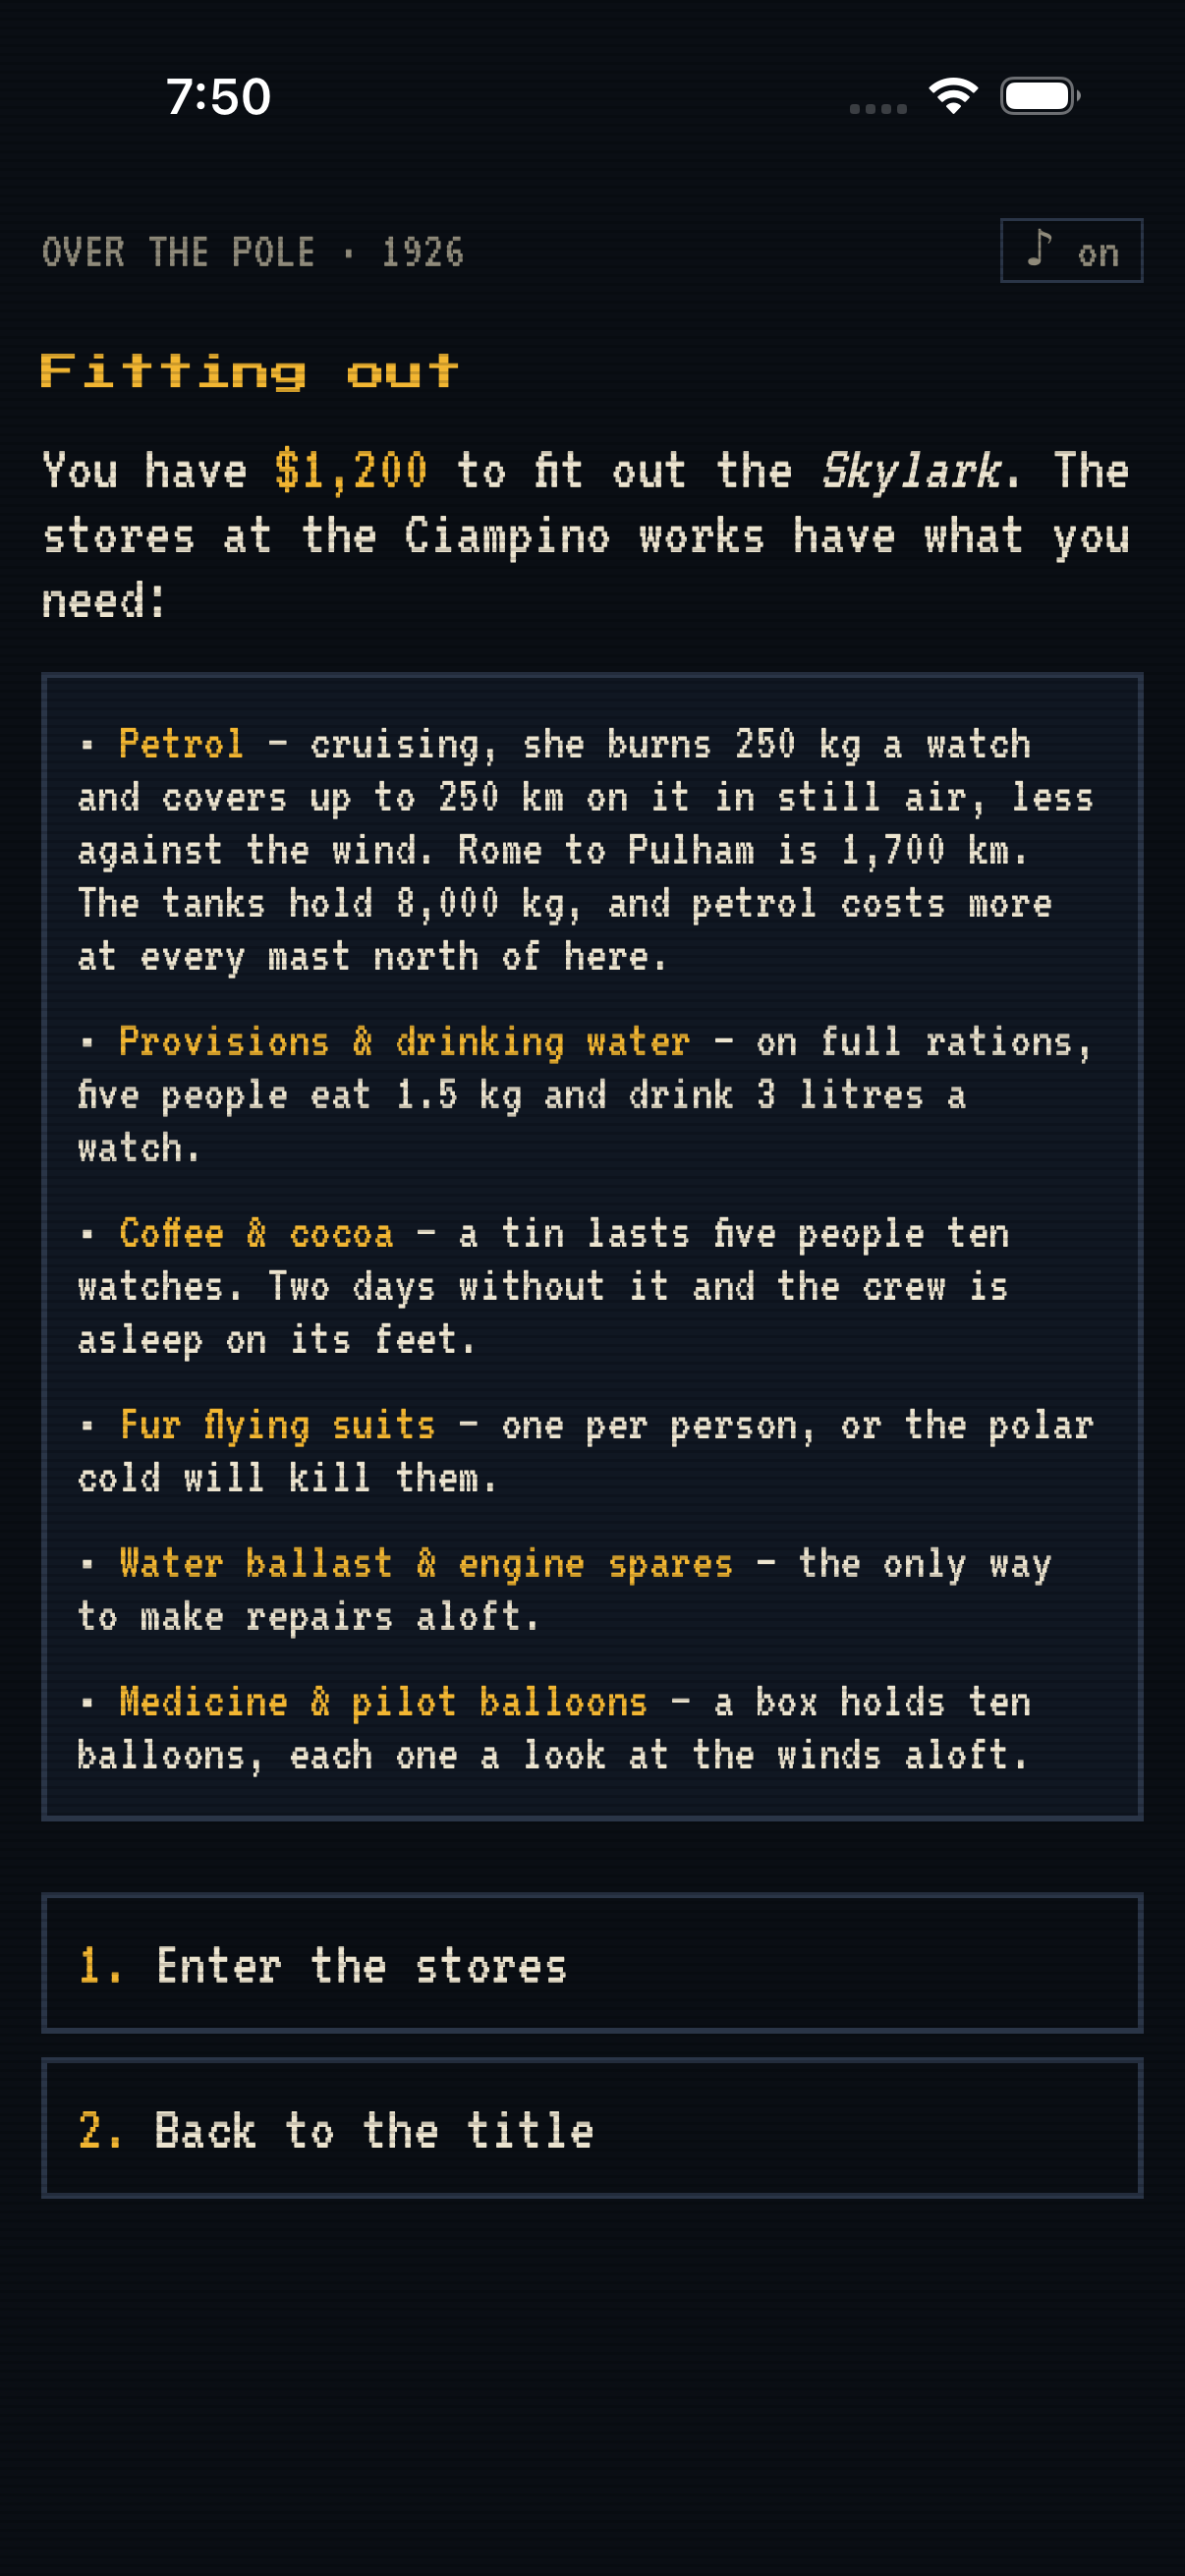 7:50
OVER THE POLE · 1926
♪ on
Fitting out
You have $1,200 to fit out the Skylark. The
stores at the Ciampino works have what you
need:
▪ Petrol – cruising, she burns 250 kg a watch
and covers up to 250 km on it in still air, less
against the wind. Rome to Pulham is 1,700 km.
The tanks hold 8,000 kg, and petrol costs more
at every mast north of here.
▪ Provisions & drinking water – on full rations,
five people eat 1.5 kg and drink 3 litres a
watch.
▪ Coffee & cocoa – a tin lasts five people ten
watches. Two days without it and the crew is
asleep on its feet.
▪ Fur flying suits – one per person, or the polar
cold will kill them.
▪ Water ballast & engine spares – the only way
to make repairs aloft.
▪ Medicine & pilot balloons – a box holds ten
balloons, each one a look at the winds aloft.
1. Enter the stores
2. Back to the title